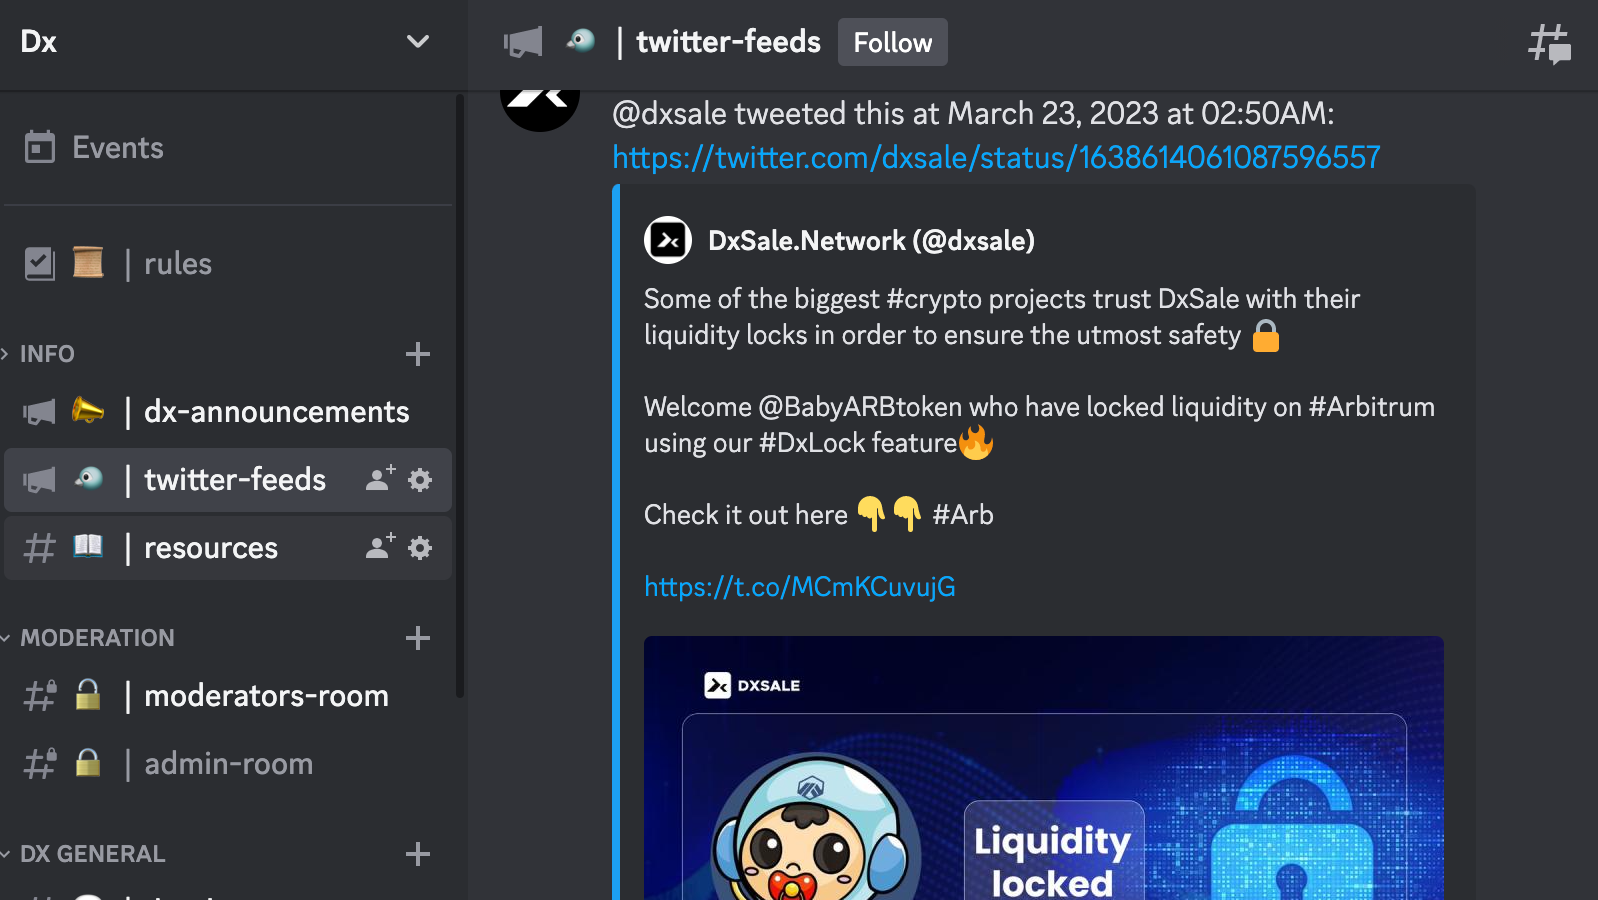 Dx
Events
| rules
INFO
| dx-announcements
| twitter-feeds
| resources
MODERATION
| moderators-room
| admin-room
DX GENERAL
| twitter-feeds
Follow
@dxsale tweeted this at March 23, 2023 at 02:50AM:
https://twitter.com/dxsale/status/1638614061087596557
DxSale.Network (@dxsale)
Some of the biggest #crypto projects trust DxSale with their
liquidity locks in order to ensure the utmost safety 🔒
Welcome @BabyARBtoken who have locked liquidity on #Arbitrum
using our #DxLock feature🔥
Check it out here 👇👇 #Arb
https://t.co/MCmKCuvujG
DXSALE
Liquidity
locked